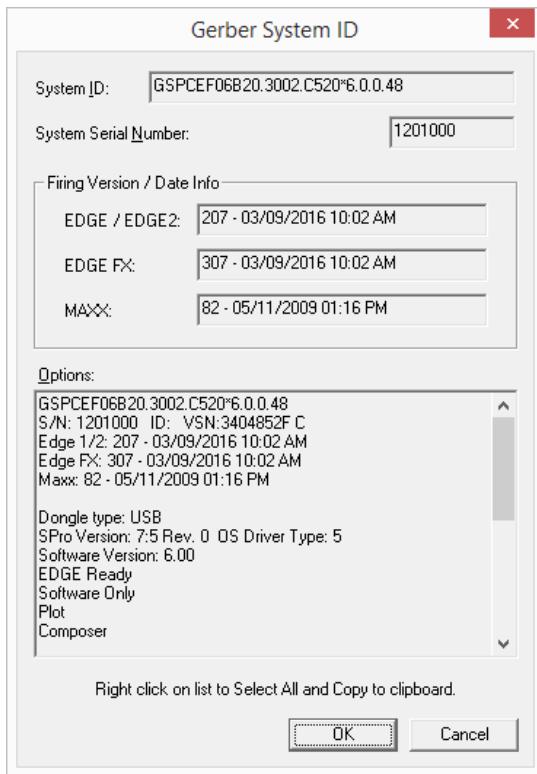 Gerber System ID
System ID: GSPCEF06B20.3002.C520*6.0.0.48
System Serial Number: 1201000
Firing Version / Date Info
EDGE / EDGE2: 207 - 03/09/2016 10:02 AM
EDGE FX: 307 - 03/09/2016 10:02 AM
MAXX: 82 - 05/11/2009 01:16 PM
Options:
GSPCEF06B20.3002.C520*6.0.0.48
S/N: 1201000 ID: VSN:3404852F C
Edge 1/2: 207 - 03/09/2016 10:02 AM
Edge FX: 307 - 03/09/2016 10:02 AM
Maxx: 82 - 05/11/2009 01:16 PM
Dongle type: USB
SPro Version: 7:5 Rev. 0 OS Driver Type: 5
Software Version: 6.00
EDGE Ready
Software Only
Plot
Composer
Right click on list to Select All and Copy to clipboard.
OK Cancel